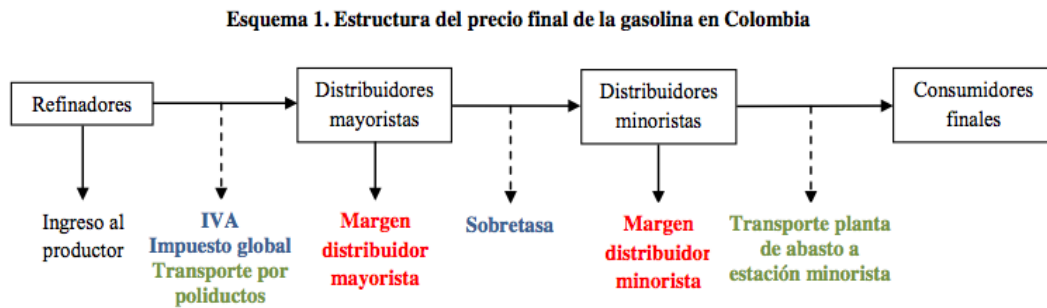 Esquema 1. Estructura del precio final de la gasolina en Colombia
Refinadores
Distribuidores
mayoristas
Distribuidores
minoristas
Consumidores
finales
Ingreso al
productor
IVA
Impuesto global
Transporte por
poliductos
Margen
distribuidor
mayorista
Sobretasa
Margen
distribuidor
minorista
Transporte planta
de abasto a
estación minorista